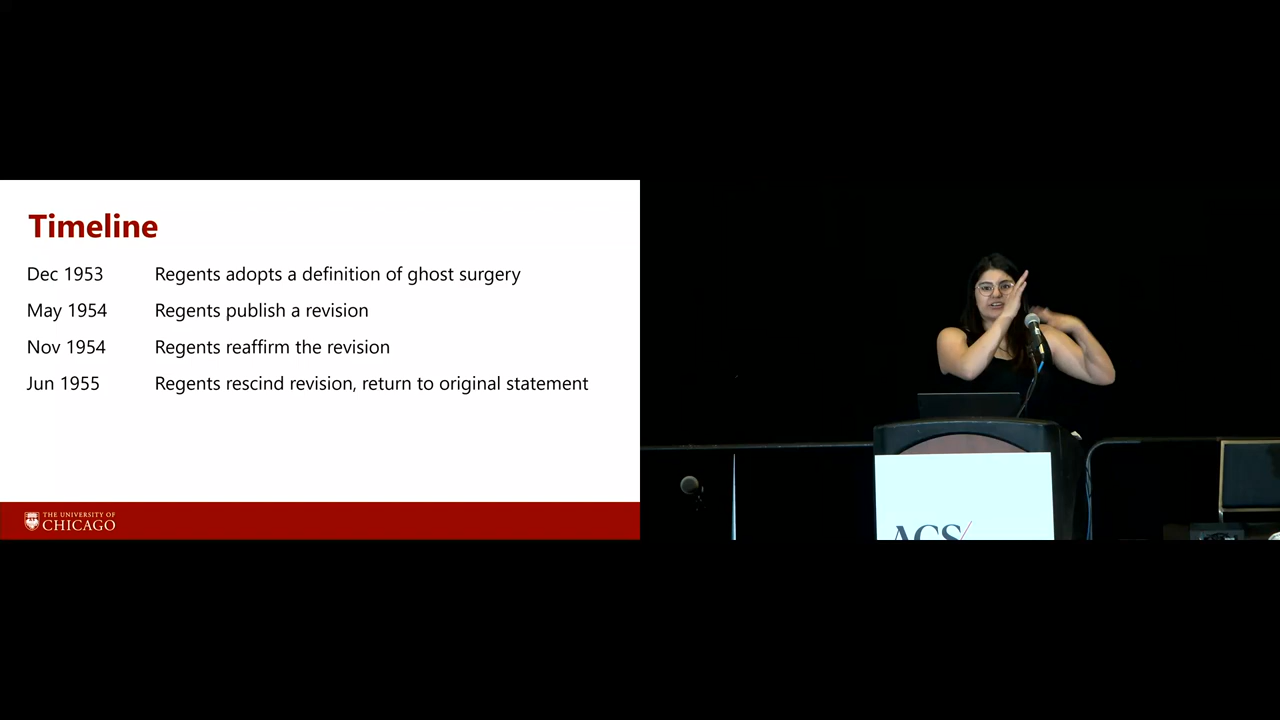 Timeline
Dec 1953 Regents adopts a definition of ghost surgery
May 1954 Regents publish a revision
Nov 1954 Regents reaffirm the revision
Jun 1955 Regents rescind revision, return to original statement
THE UNIVERSITY OF
CHICAGO
ACS